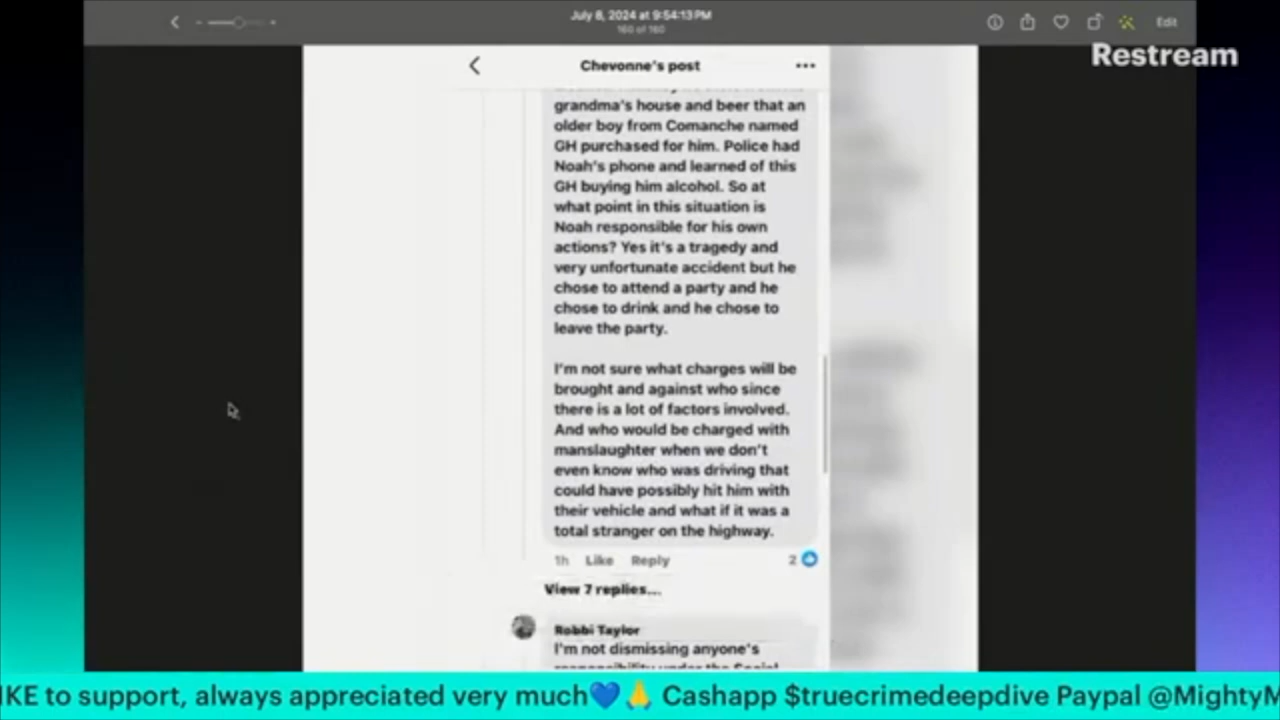 July 8, 2024 at 9:54:13 PM
160 of 160
Edit
Restream
Chevonne's post
grandma's house and beer that an
older boy from Comanche named
GH purchased for him. Police had
Noah's phone and learned of this
GH buying him alcohol. So at
what point in this situation is
Noah responsible for his own
actions? Yes it's a tragedy and
very unfortunate accident but he
chose to attend a party and he
chose to drink and he chose to
leave the party.
I'm not sure what charges will be
brought and against who since
there is a lot of factors involved.
And who would be charged with
manslaughter when we don't
even know who was driving that
could have possibly hit him with
their vehicle and what if it was a
total stranger on the highway.
1h Like Reply 2
View 7 replies...
Robbi Taylor
I'm not dismissing anyone's
responsibility under the Social
IKE to support, always appreciated very much💙🙏 Cashapp $truecrimedeepdive Paypal @MightyM